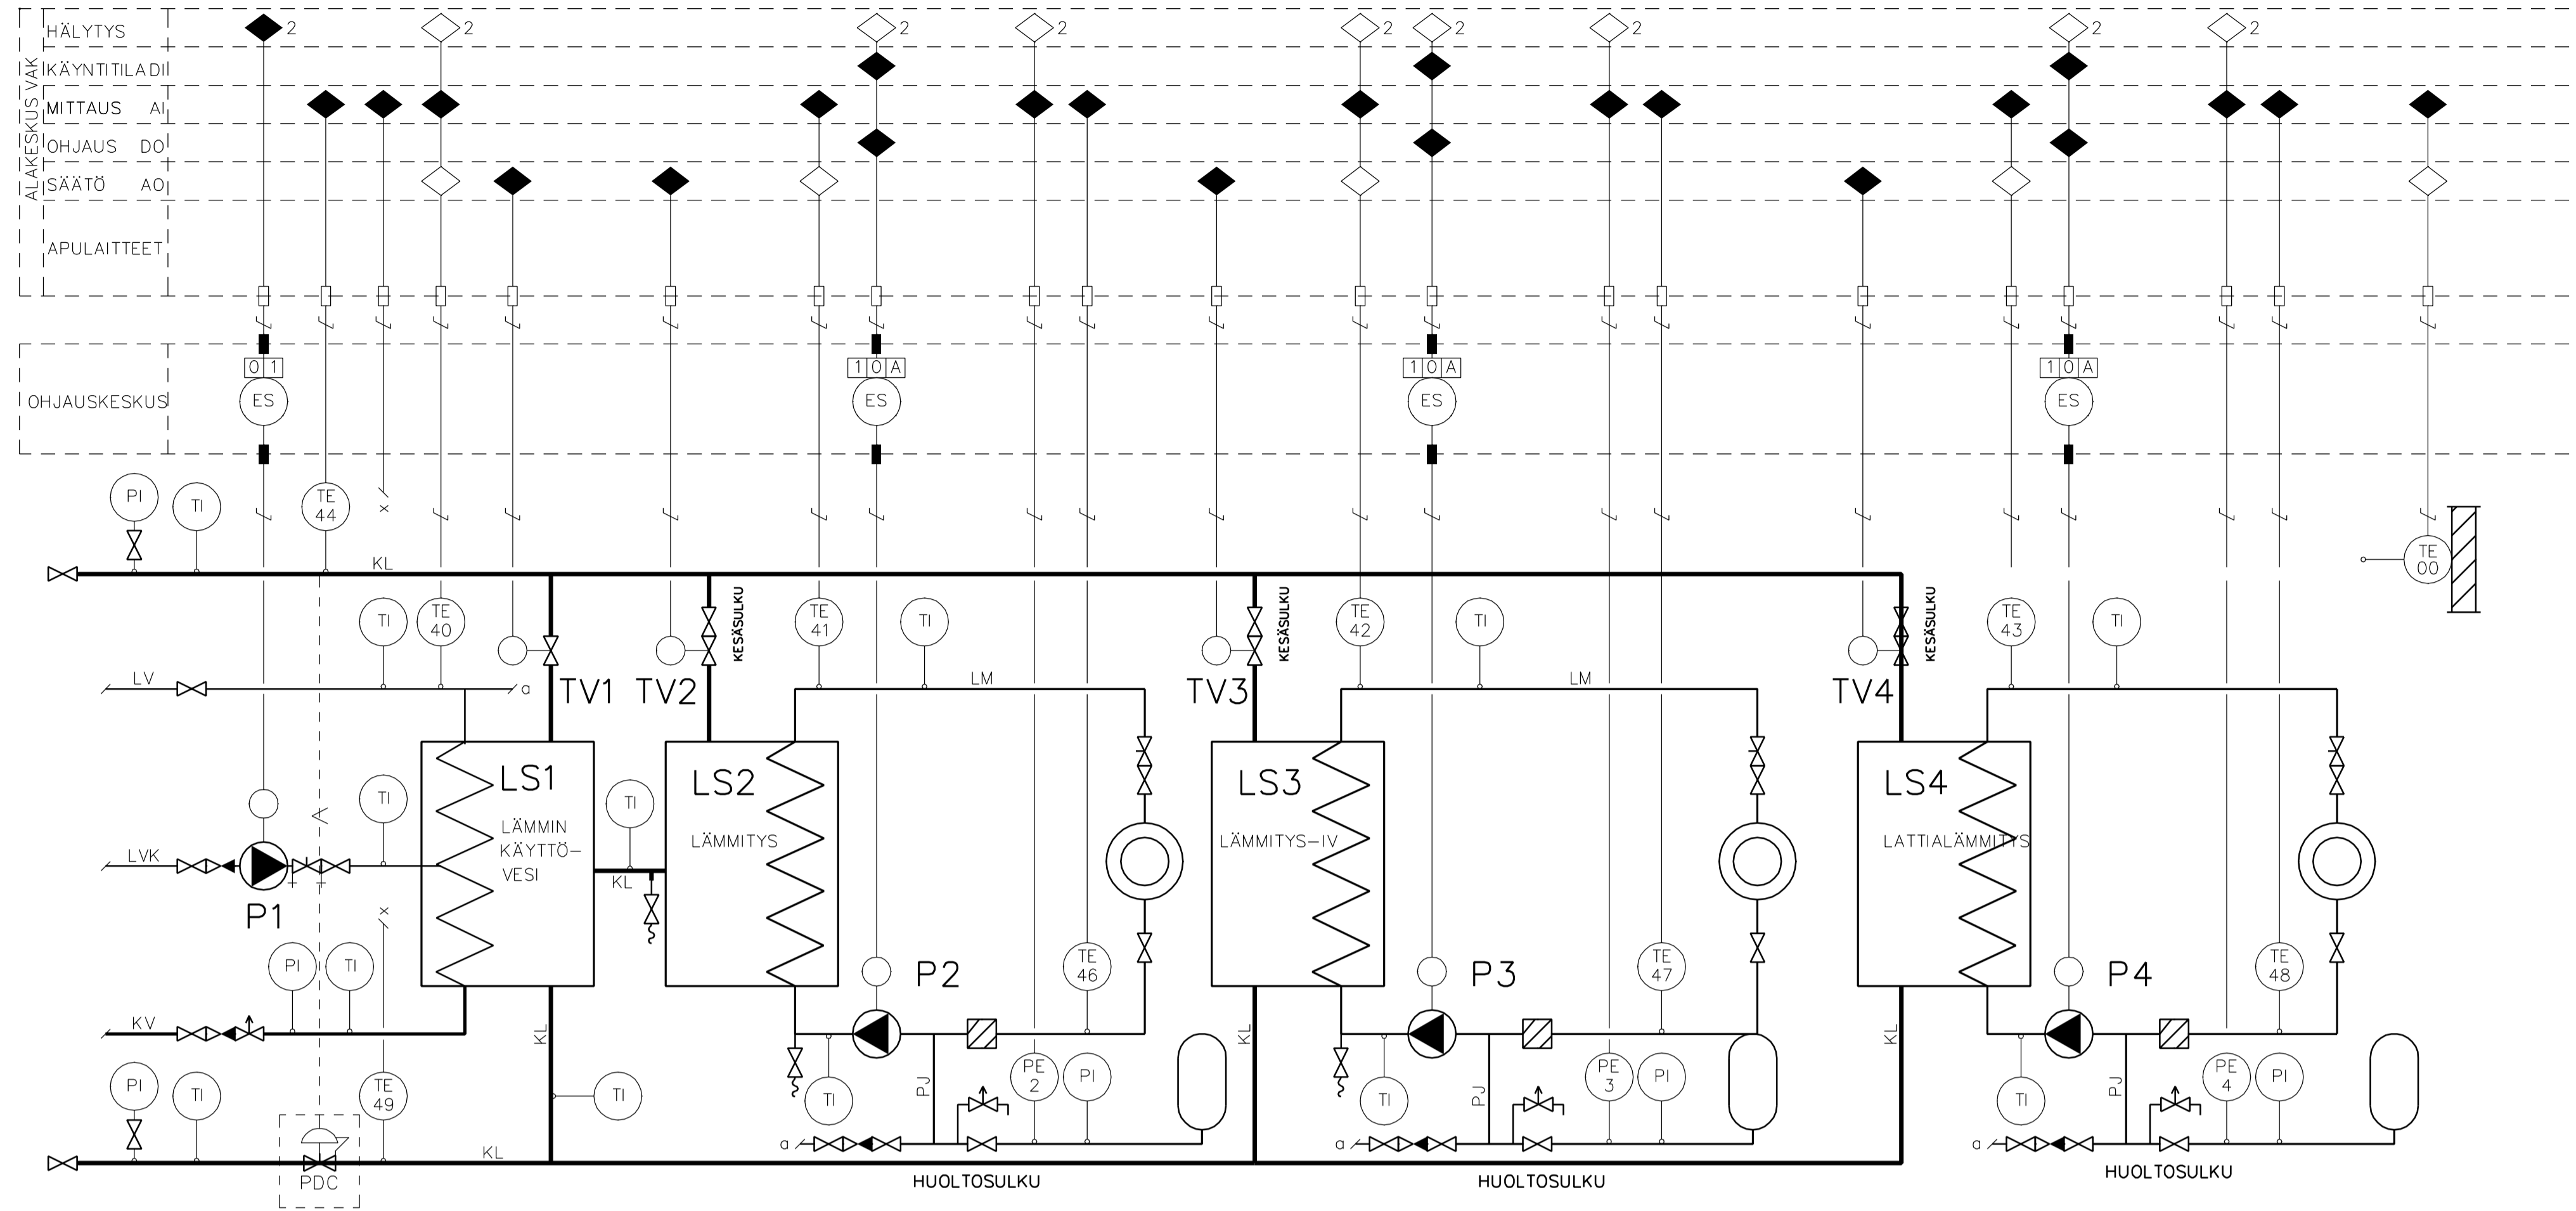 ALAKESKUS VAK
HÄLYTYS
2 2 2 2 2 2 2 2 2
KÄYNTITILA DI
MITTAUS AI
OHJAUS DO
SÄÄTÖ AO
APULAITTEET
OHJAUSKESKUS
0 1
1 0 A
1 0 A
1 0 A
ES ES ES ES
PI
TI
TE 44
x
TE 00
KL
TI
TE 40
KESÄSULKU
TE 41
TI
KESÄSULKU
TE 42
TI
KESÄSULKU
TE 43
TI
LV
a
TV1
TV2
LM
TV3
LM
TV4
LS1
LÄMMIN
KÄYTTÖ-
VESI
TI
LS2
LÄMMITYS
LS3
LÄMMITYS-IV
LS4
LATTIALÄMMITYS
TI
LVK
KL
P1
x
PI
TI
P2
TE 46
P3
TE 47
P4
TE 48
KV
KL
KL
KL
PI
TI
TE 49
TI
TI
PJ
PE 2
PI
TI
PJ
PE 3
PI
TI
PJ
PE 4
PI
a
a
a
KL
PDC
HUOLTOSULKU
HUOLTOSULKU
HUOLTOSULKU